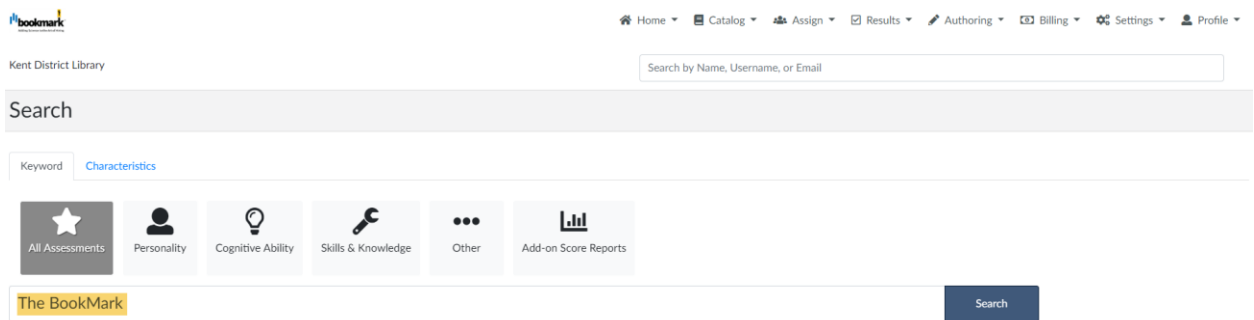 bookmark
Home Catalog Assign Results Authoring Billing Settings Profile
Kent District Library
Search by Name, Username, or Email
Search
Keyword Characteristics
All Assessments Personality Cognitive Ability Skills & Knowledge Other Add-on Score Reports
The BookMark Search